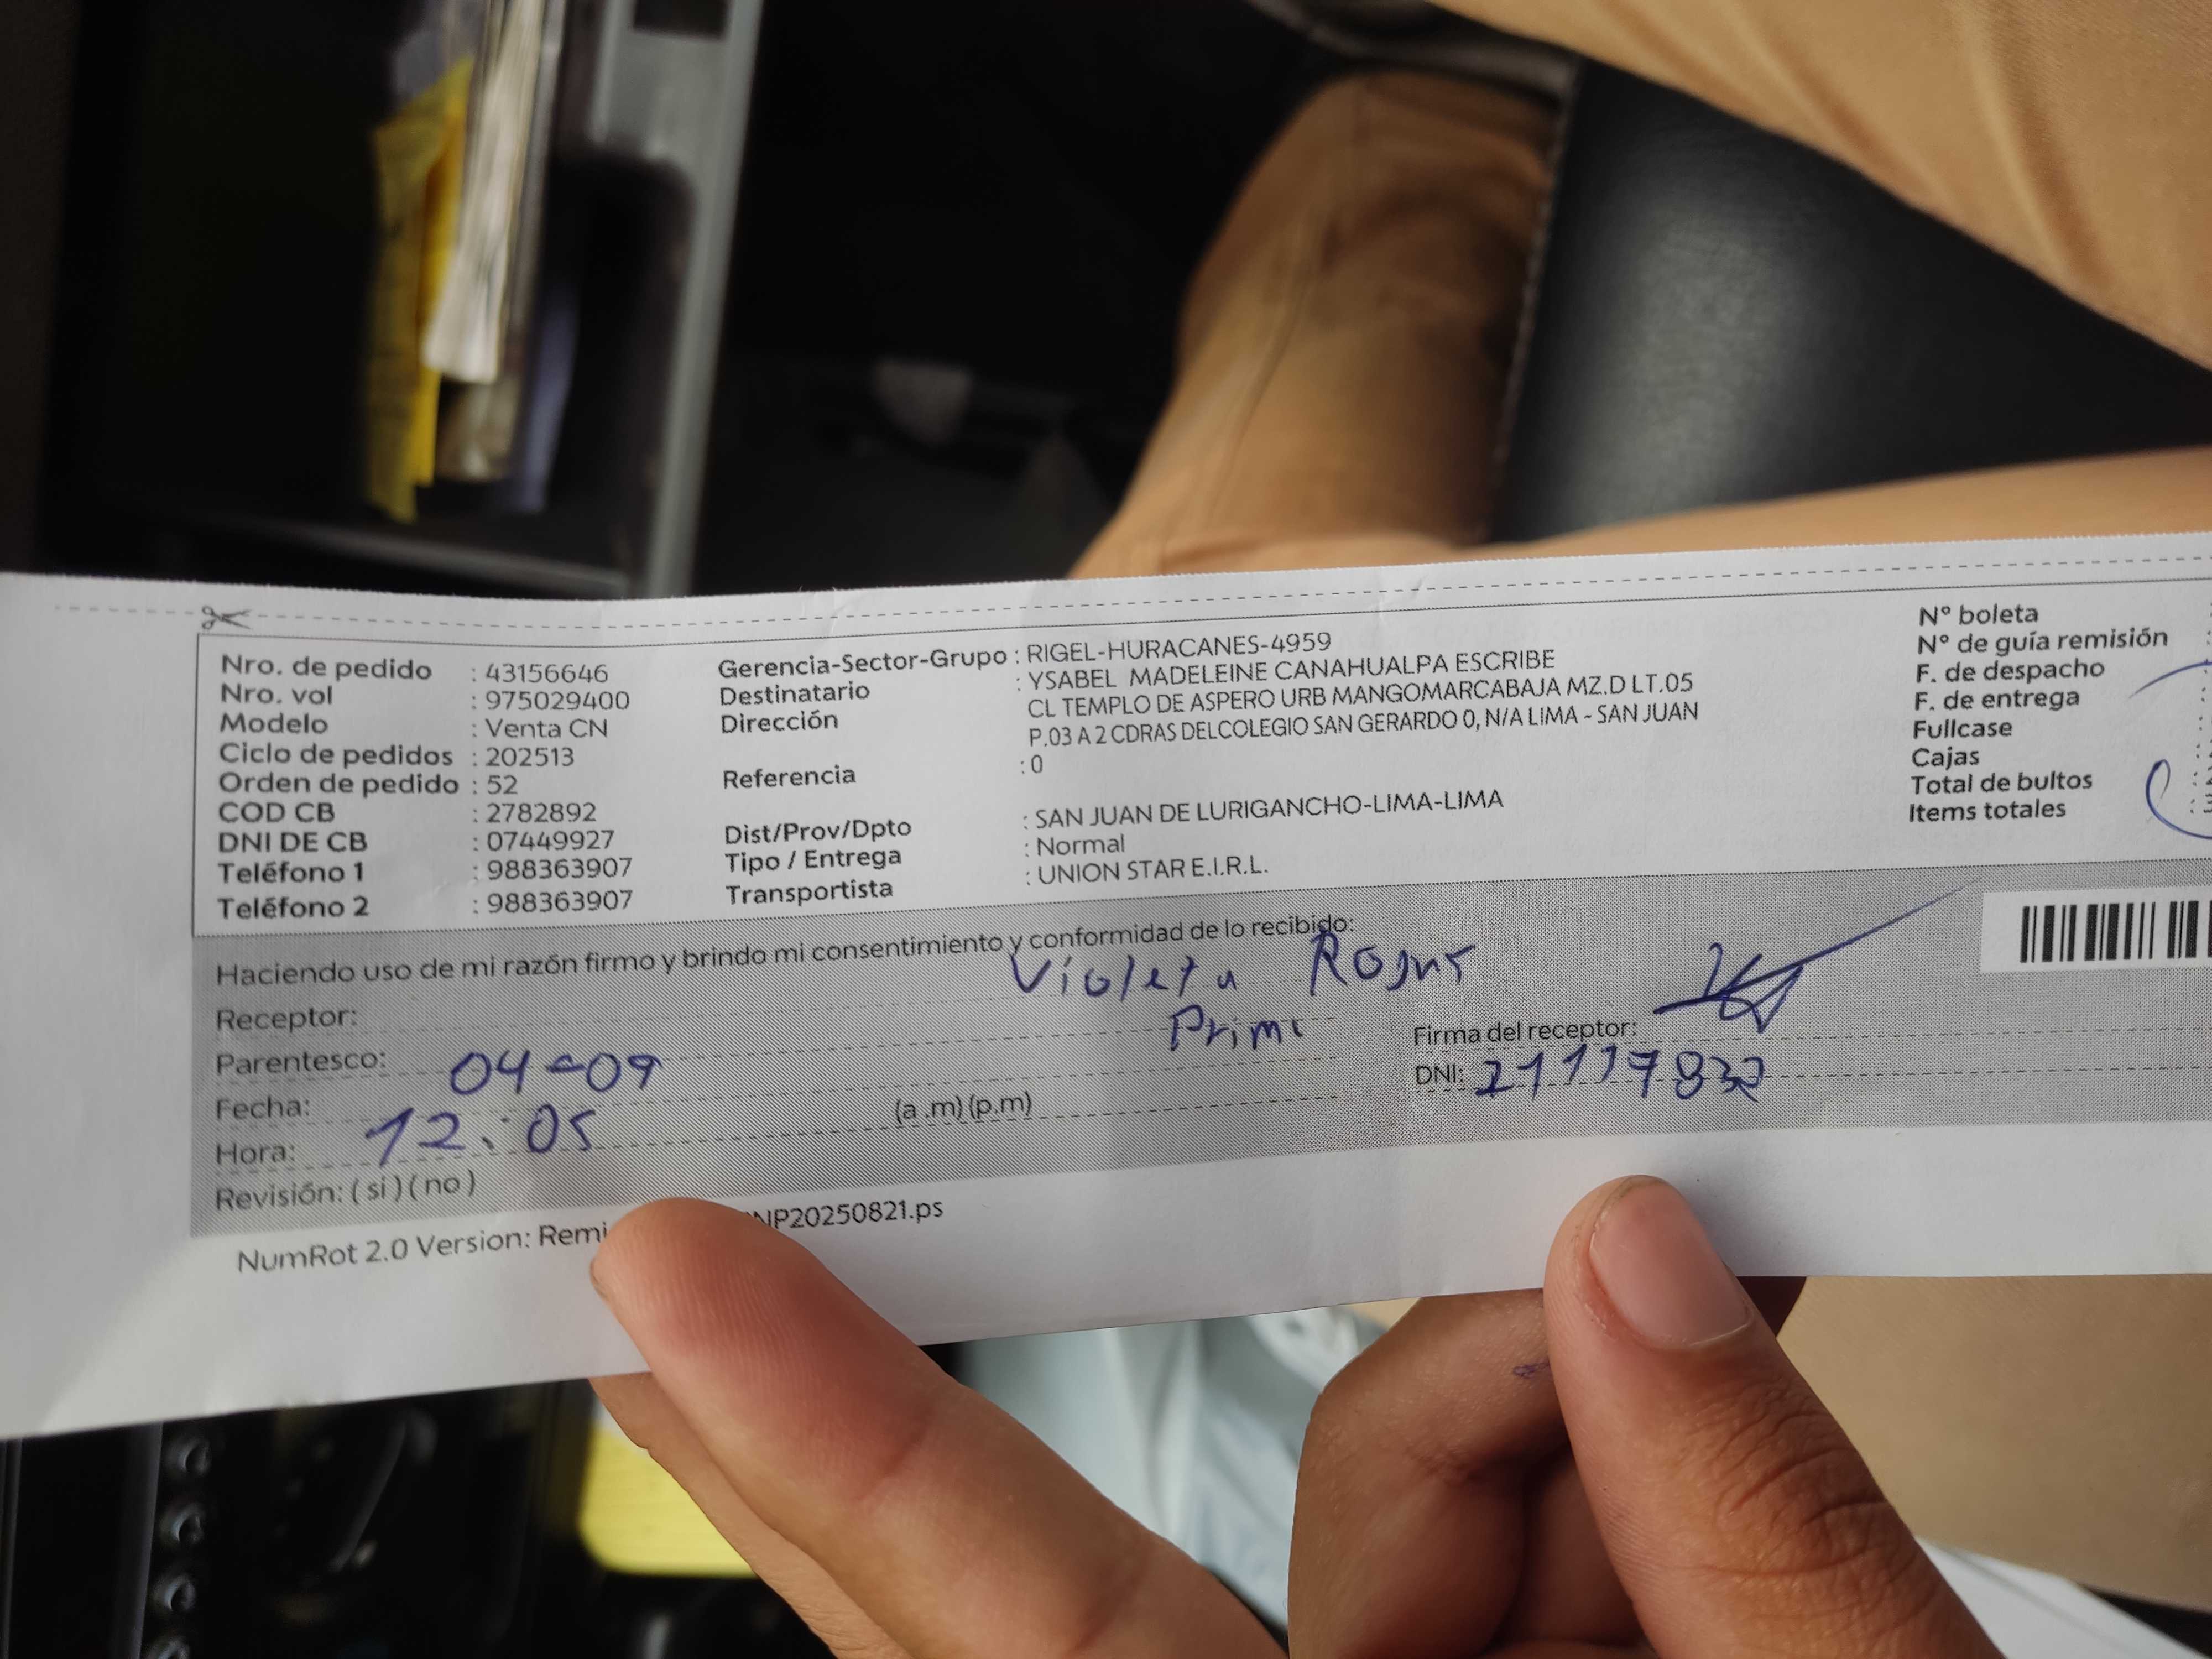 Nro. de pedido : 43156646
Nro. vol : 975029400
Modelo : Venta CN
Ciclo de pedidos : 202513
Orden de pedido : 52
COD CB : 2782892
DNI DE CB : 07449927
Teléfono 1 : 988363907
Teléfono 2 : 988363907
Gerencia-Sector-Grupo : RIGEL-HURACANES-4959
Destinatario : YSABEL MADELEINE CANAHUALPA ESCRIBE
Dirección CL TEMPLO DE ASPERO URB MANGOMARCABAJA MZ.D LT.05
P.03 A 2 CDRAS DELCOLEGIO SAN GERARDO 0, N/A LIMA - SAN JUAN
Referencia : 0
Dist/Prov/Dpto : SAN JUAN DE LURIGANCHO-LIMA-LIMA
Tipo / Entrega : Normal
Transportista : UNION STAR E.I.R.L.
N° boleta
N° de guía remisión
F. de despacho
F. de entrega
Fullcase
Cajas
Total de bultos
Items totales
Haciendo uso de mi razón firmo y brindo mi consentimiento y conformidad de lo recibido:
Receptor: Violeta
Parentesco: Prim
Fecha: 04-09
Hora: 12:05 (a .m) (p.m)
Revisión: ( si ) ( no )
Firma del receptor:
DNI:
NumRot 2.0 Version: Remi NP20250821.ps